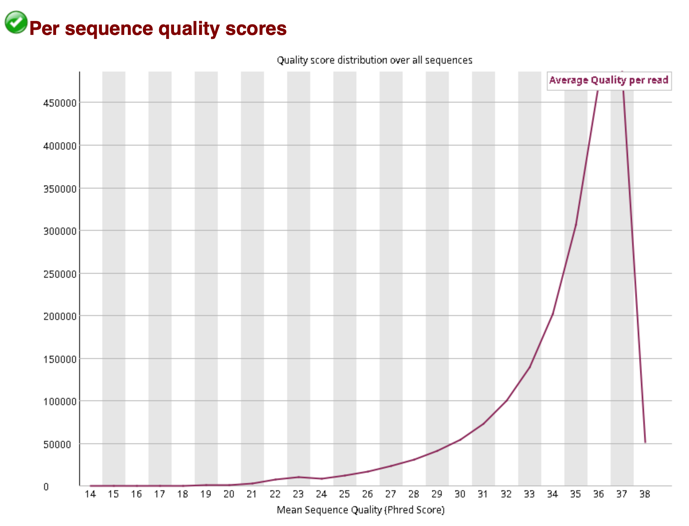 Per sequence quality scores
Quality score distribution over all sequences
Average Quality per read
450000
400000
350000
300000
250000
200000
150000
100000
50000
0
14 15 16 17 18 19 20 21 22 23 24 25 26 27 28 29 30 31 32 33 34 35 36 37 38
Mean Sequence Quality (Phred Score)